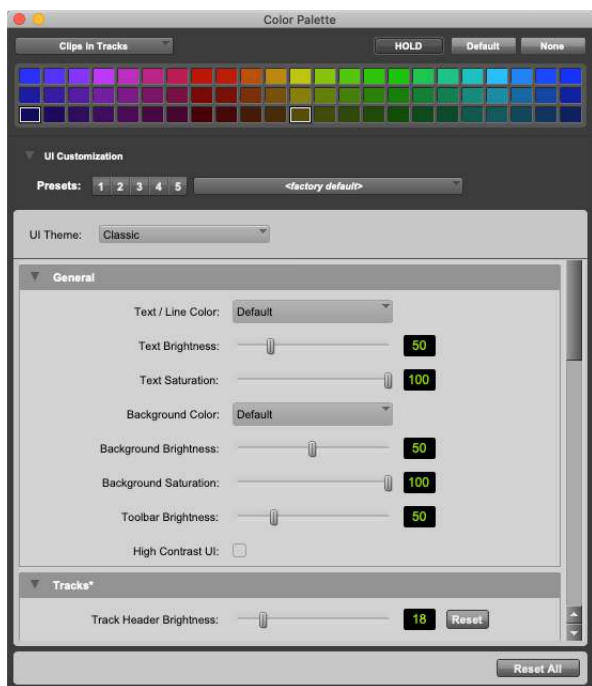 Color Palette
Clips in Tracks HOLD Default None
UI Customization
Presets: 1 2 3 4 5 <factory default>
UI Theme: Classic
General
Text / Line Color: Default
Text Brightness: 50
Text Saturation: 100
Background Color: Default
Background Brightness: 50
Background Saturation: 100
Toolbar Brightness: 50
High Contrast UI:
Tracks*
Track Header Brightness: 18 Reset
Reset All